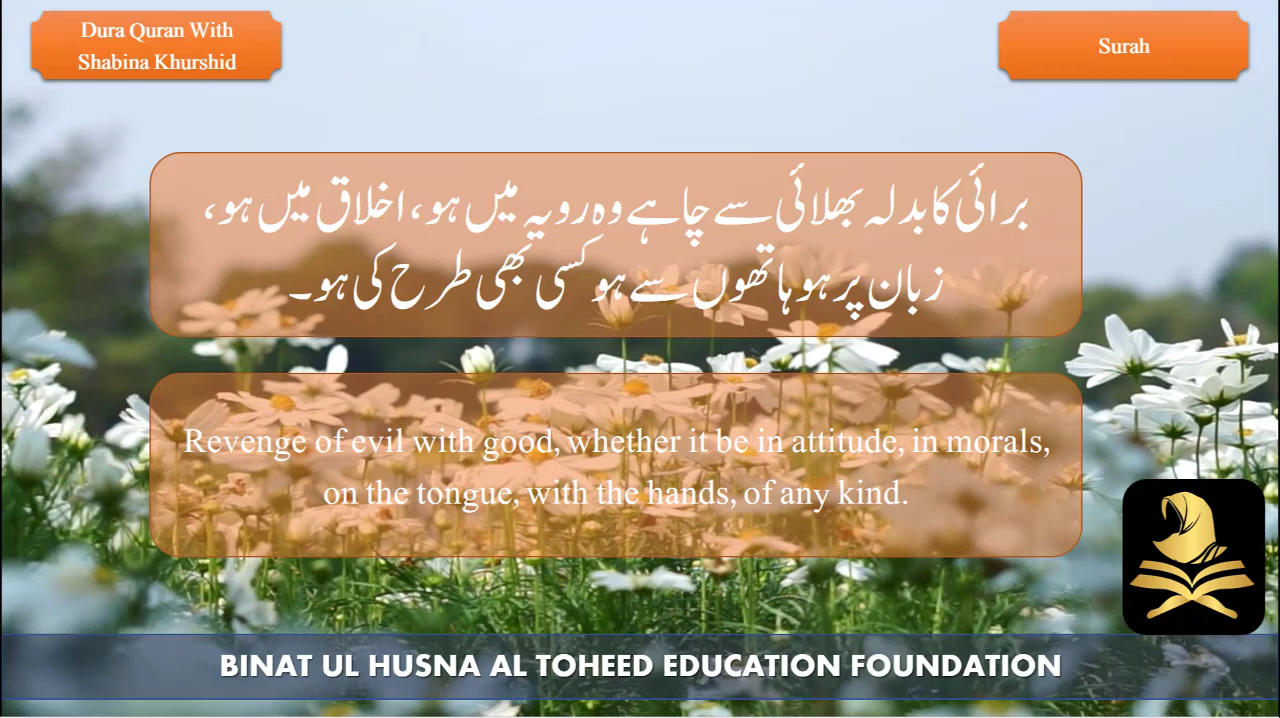 Dura Quran With
Shabina Khurshid
Surah
برائی کا بدلہ بھلائی سے چاہے وہ رویہ میں ہو، اخلاق میں ہو،
زبان پر ہو ہاتھوں سے ہو کسی بھی طرح کی ہو۔
Revenge of evil with good, whether it be in attitude, in morals,
on the tongue, with the hands, of any kind.
BINAT UL HUSNA AL TOHEED EDUCATION FOUNDATION